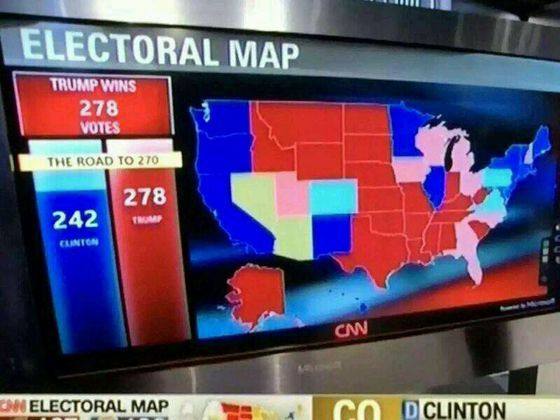 ELECTORAL MAP
TRUMP WINS
278
VOTES
THE ROAD TO 270
242
CLINTON
278
TRUMP
CNN
CNN ELECTORAL MAP
CO
D CLINTON